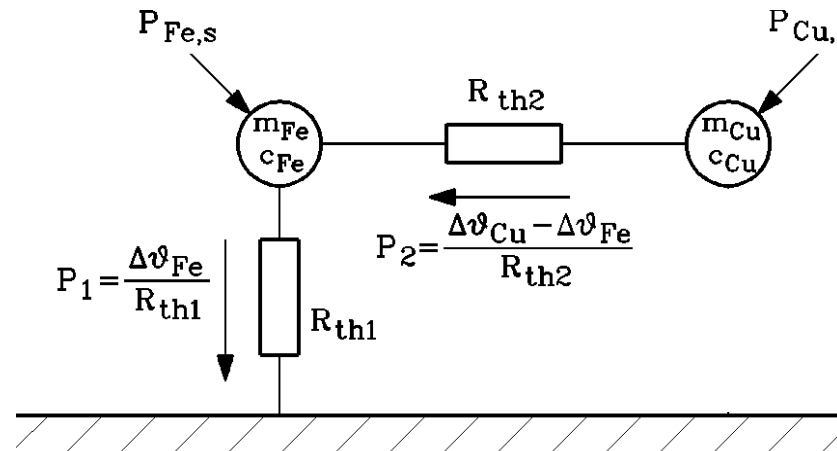 P_Fe,s
P_Cu,
R_th2
m_Fe
c_Fe
m_Cu
c_Cu
P_1=Δϑ_Fe/R_th1
P_2=(Δϑ_Cu−Δϑ_Fe)/R_th2
R_th1